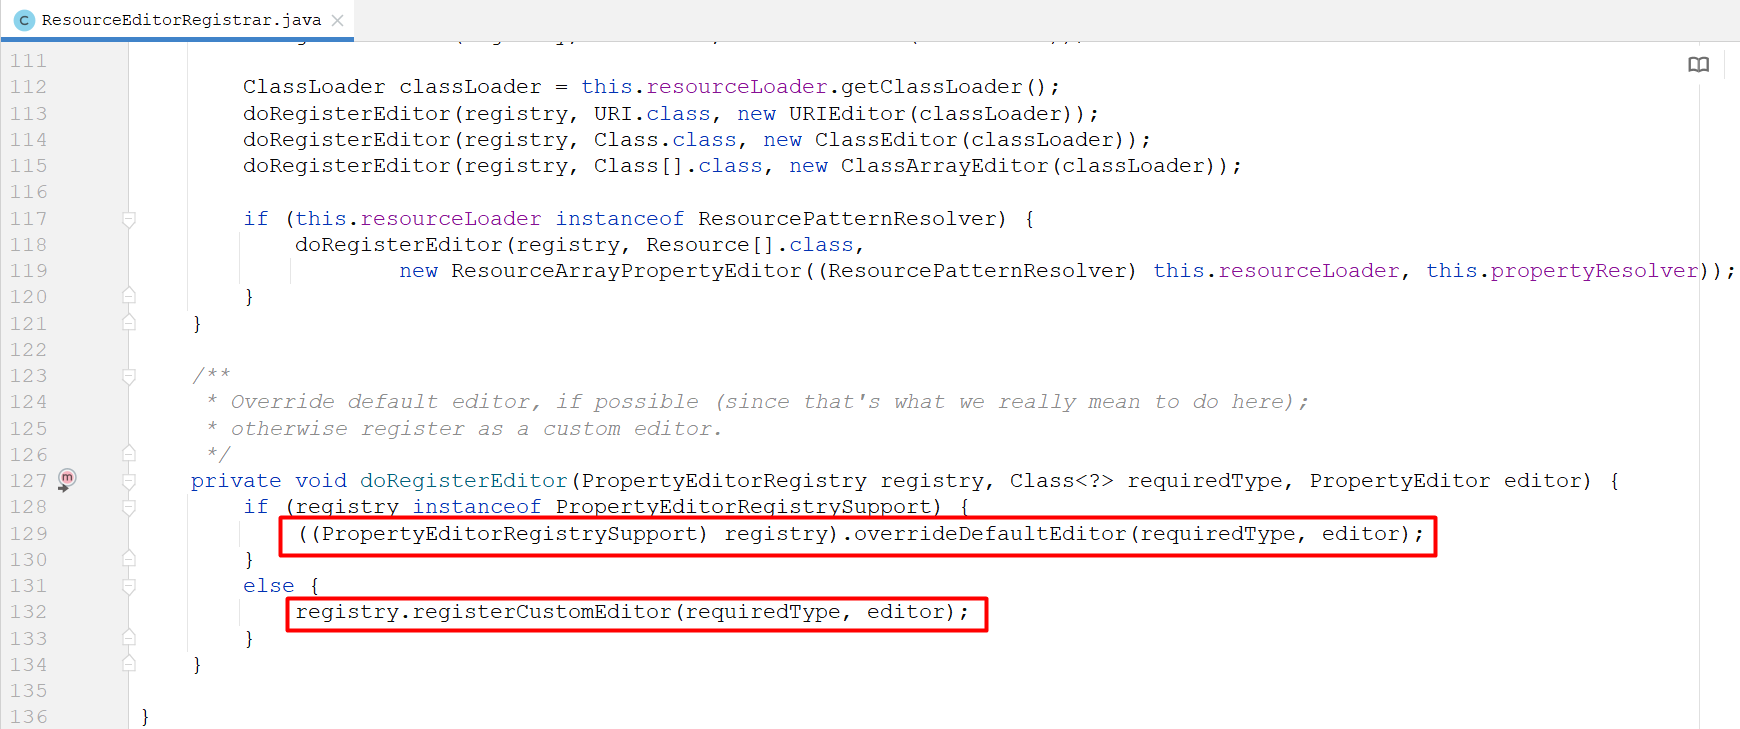 C ResourceEditorRegistrar.java
111
112 ClassLoader classLoader = this.resourceLoader.getClassLoader();
113 doRegisterEditor(registry, URI.class, new URIEditor(classLoader));
114 doRegisterEditor(registry, Class.class, new ClassEditor(classLoader));
115 doRegisterEditor(registry, Class[].class, new ClassArrayEditor(classLoader));
116
117 if (this.resourceLoader instanceof ResourcePatternResolver) {
118 doRegisterEditor(registry, Resource[].class,
119 new ResourceArrayPropertyEditor((ResourcePatternResolver) this.resourceLoader, this.propertyResolver));
120 }
121 }
122
123 /**
124 * Override default editor, if possible (since that's what we really mean to do here);
125 * otherwise register as a custom editor.
126 */
127 m private void doRegisterEditor(PropertyEditorRegistry registry, Class<?> requiredType, PropertyEditor editor) {
128 if (registry instanceof PropertyEditorRegistrySupport) {
129 ((PropertyEditorRegistrySupport) registry).overrideDefaultEditor(requiredType, editor);
130 }
131 else {
132 registry.registerCustomEditor(requiredType, editor);
133 }
134 }
135
136 }